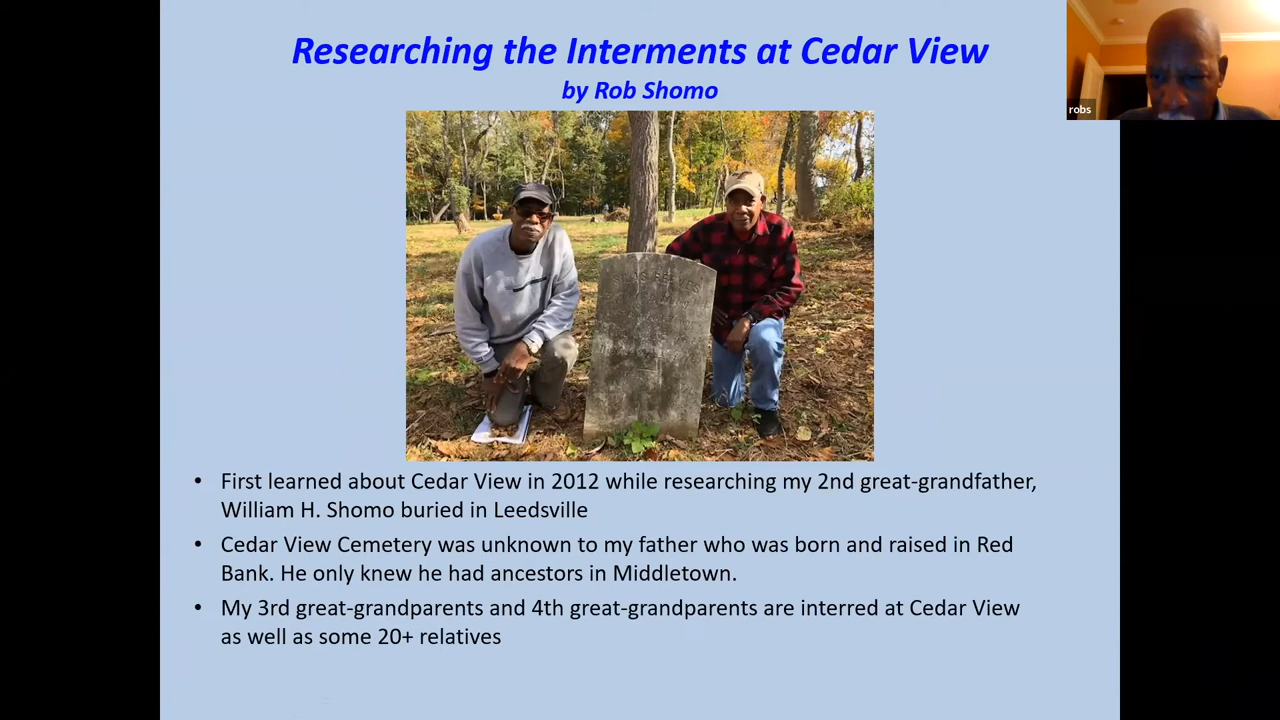 Researching the Interments at Cedar View
by Rob Shomo
robs
• First learned about Cedar View in 2012 while researching my 2nd great-grandfather,
William H. Shomo buried in Leedsville
• Cedar View Cemetery was unknown to my father who was born and raised in Red
Bank. He only knew he had ancestors in Middletown.
• My 3rd great-grandparents and 4th great-grandparents are interred at Cedar View
as well as some 20+ relatives